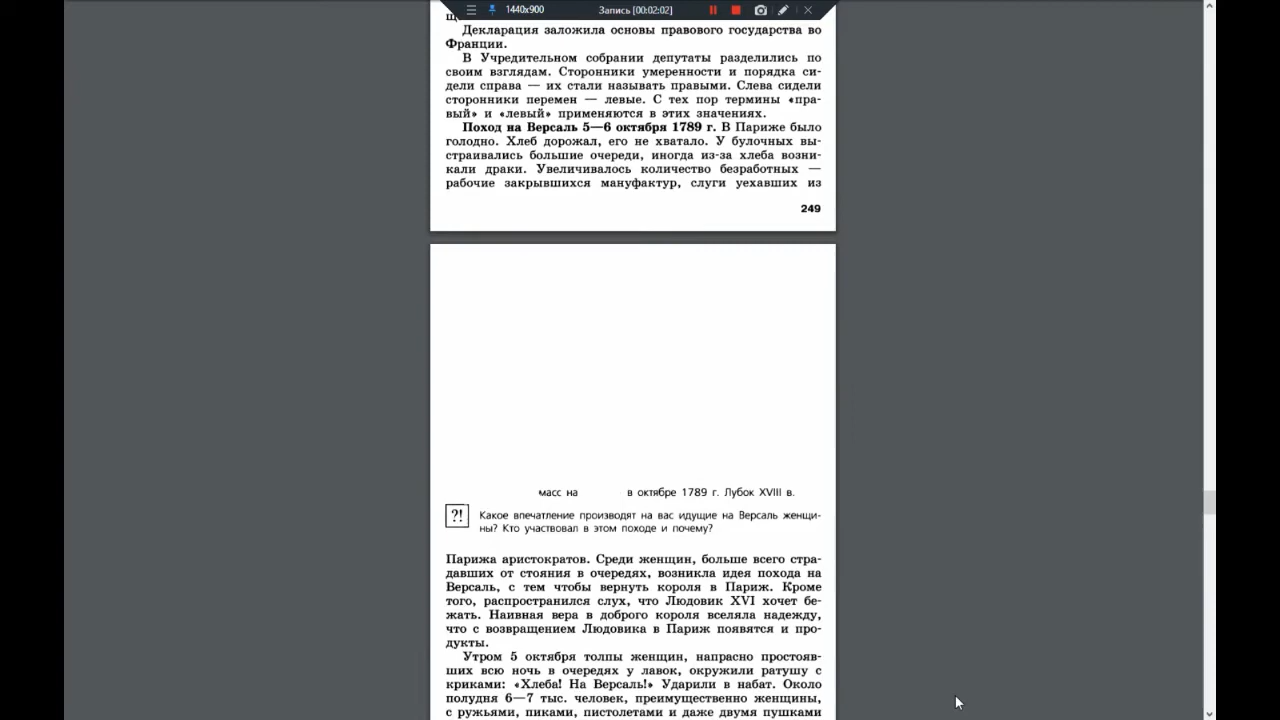 1440x900 Запись [00:02:02]
Декларация заложила основы правового государства во
Франции.
В Учредительном собрании депутаты разделились по
своим взглядам. Сторонники умеренности и порядка си-
дели справа — их стали называть правыми. Слева сидели
сторонники перемен — левые. С тех пор термины «пра-
вый» и «левый» применяются в этих значениях.
Поход на Версаль 5—6 октября 1789 г. В Париже было
голодно. Хлеб дорожал, его не хватало. У булочных вы-
страивались большие очереди, иногда из-за хлеба возни-
кали драки. Увеличивалось количество безработных —
рабочие закрывшихся мануфактур, слуги уехавших из
249
масс на в октябре 1789 г. Лубок XVIII в.
?! Какое впечатление производят на вас идущие на Версаль женщи-
ны? Кто участвовал в этом походе и почему?
Парижа аристократов. Среди женщин, больше всего стра-
давших от стояния в очередях, возникла идея похода на
Версаль, с тем чтобы вернуть короля в Париж. Кроме
того, распространился слух, что Людовик XVI хочет бе-
жать. Наивная вера в доброго короля вселяла надежду,
что с возвращением Людовика в Париж появятся и про-
дукты.
Утром 5 октября толпы женщин, напрасно простояв-
ших всю ночь в очередях у лавок, окружили ратушу с
криками: «Хлеба! На Версаль!» Ударили в набат. Около
полудня 6—7 тыс. человек, преимущественно женщины,
с ружьями, пиками, пистолетами и даже двумя пушками